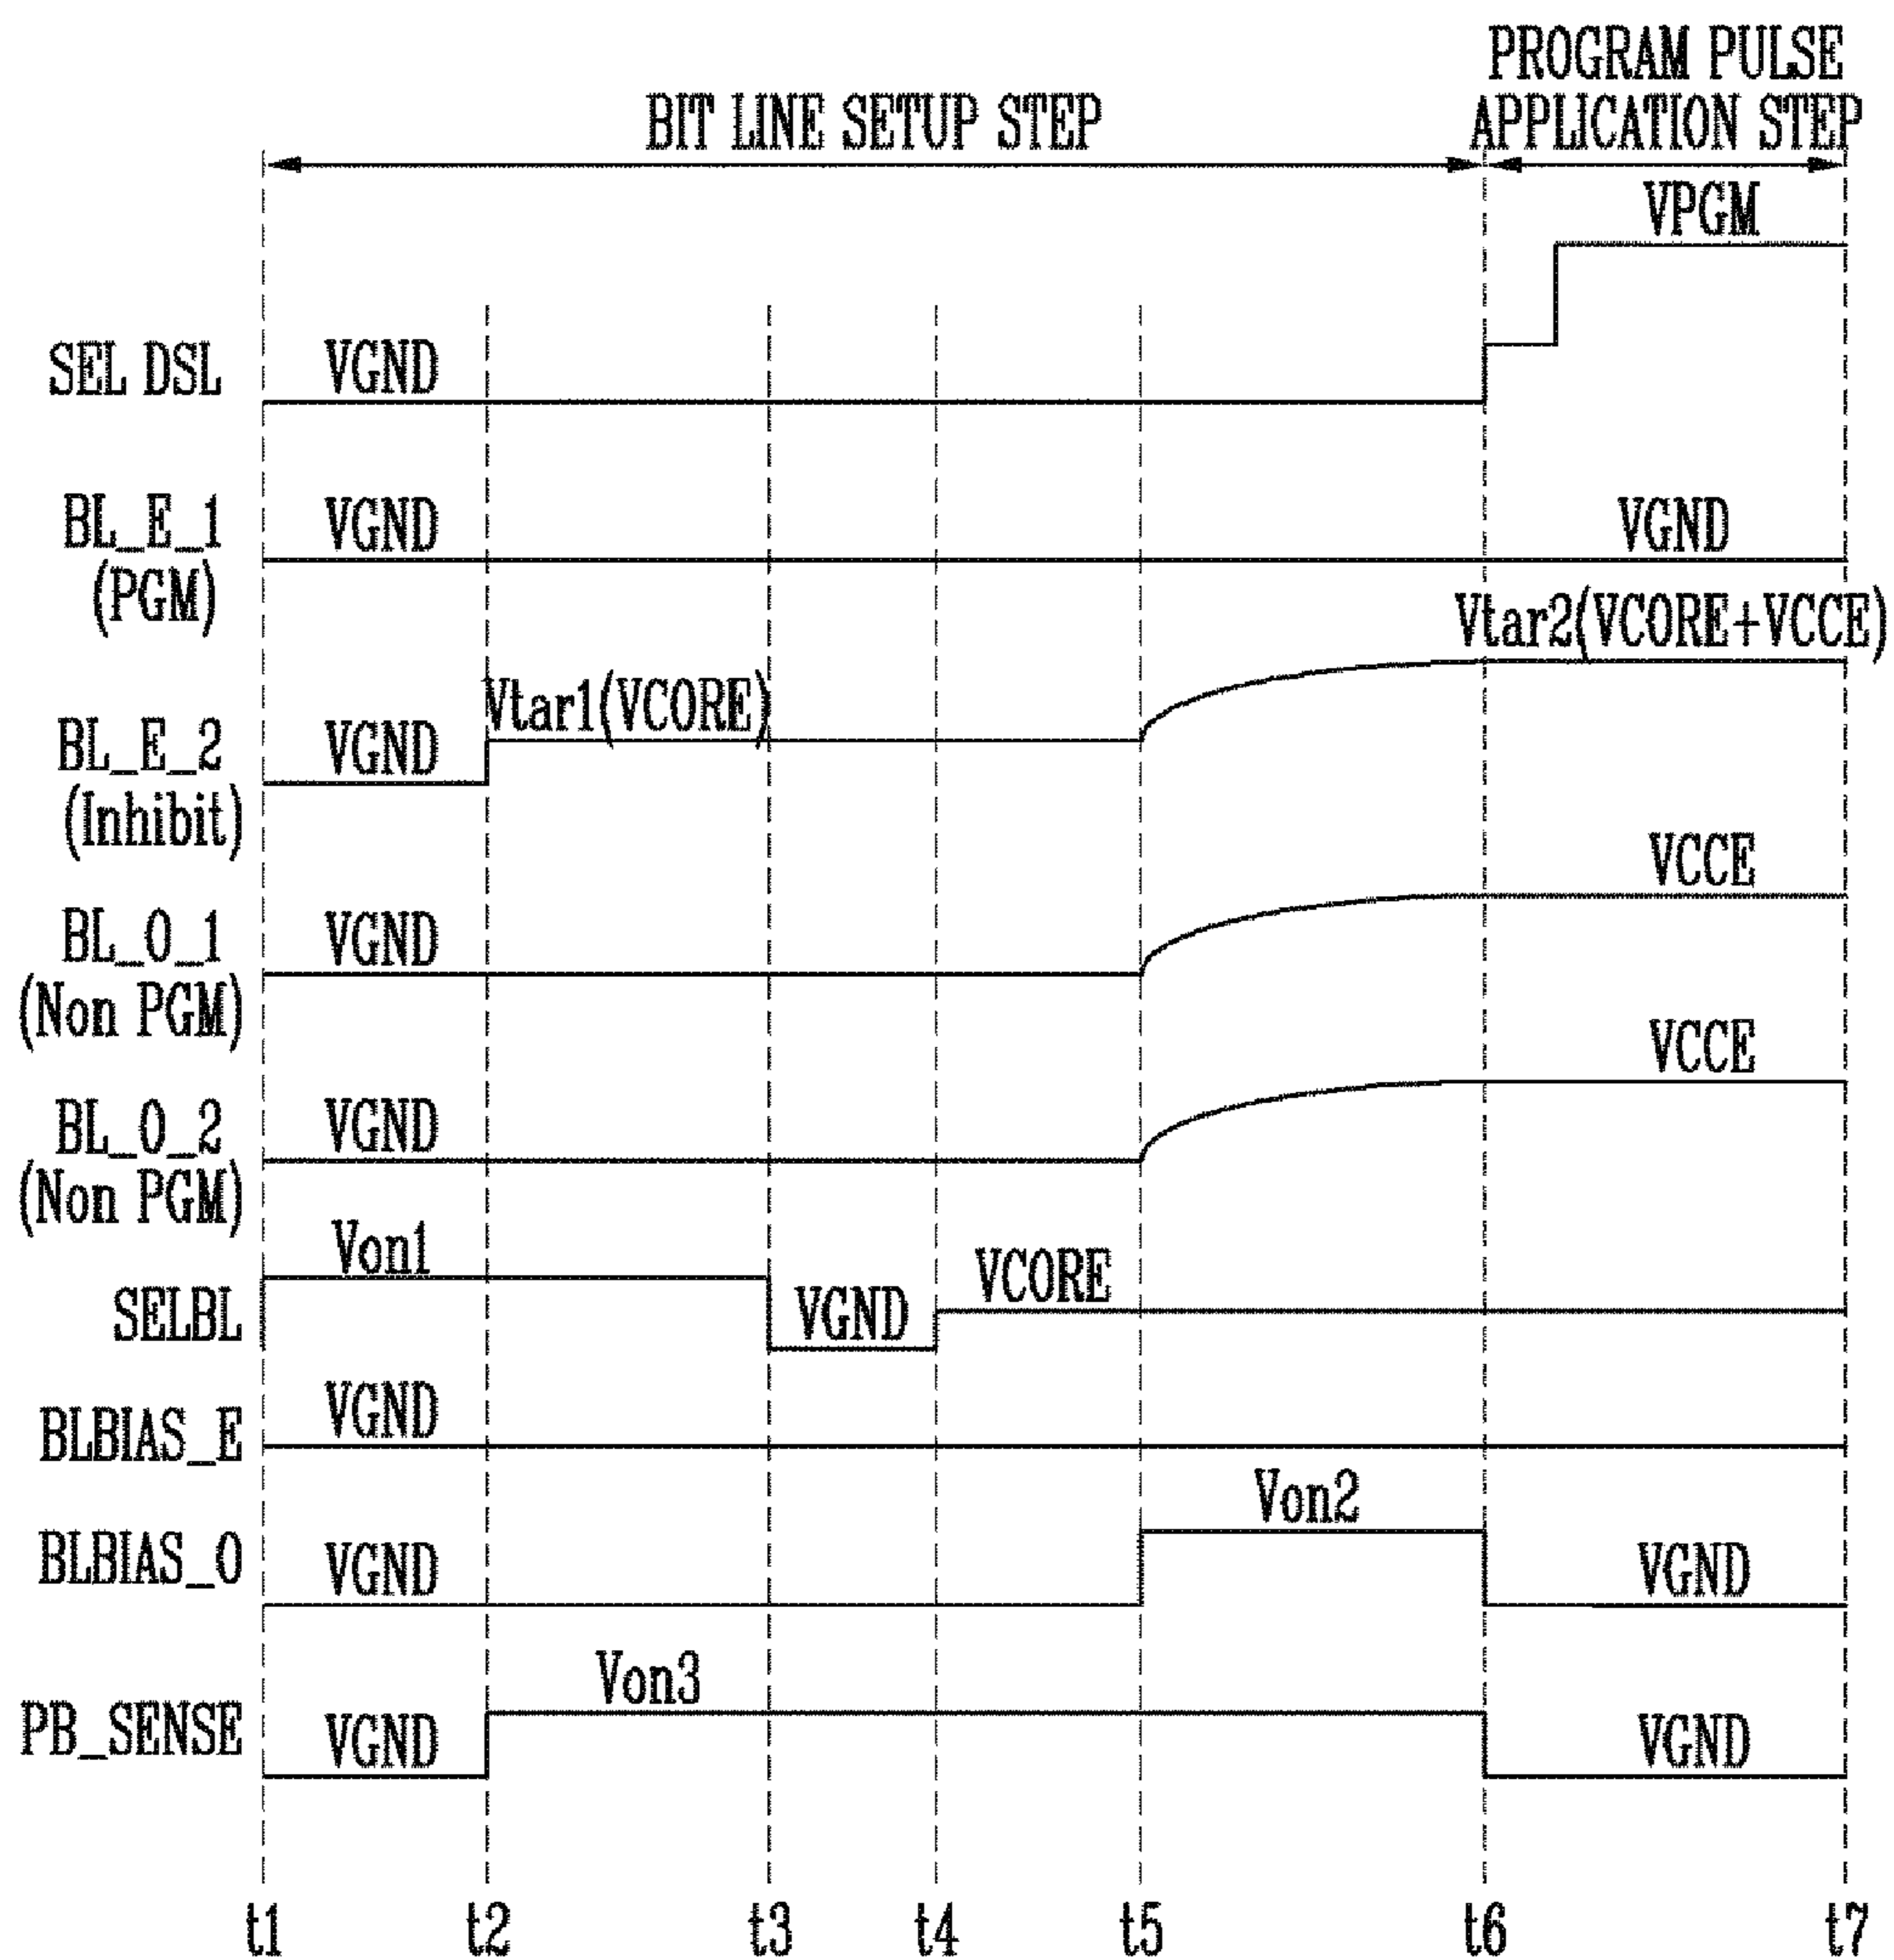 PROGRAM PULSE
BIT LINE SETUP STEP APPLICATION STEP
VPGM
SEL DSL VGND
BL_E_1 VGND VGND
(PGM)
Vtar2(VCORE+VCCE)
Vtar1(VCORE)
BL_E_2 VGND
(Inhibit)
VCCE
BL_O_1 VGND
(Non PGM)
VCCE
BL_O_2 VGND
(Non PGM)
Von1
VCORE
SELBL VGND
VGND
BLBIAS_E
Von2
BLBIAS_O VGND VGND
Von3
PB_SENSE VGND VGND
t1 t2 t3 t4 t5 t6 t7